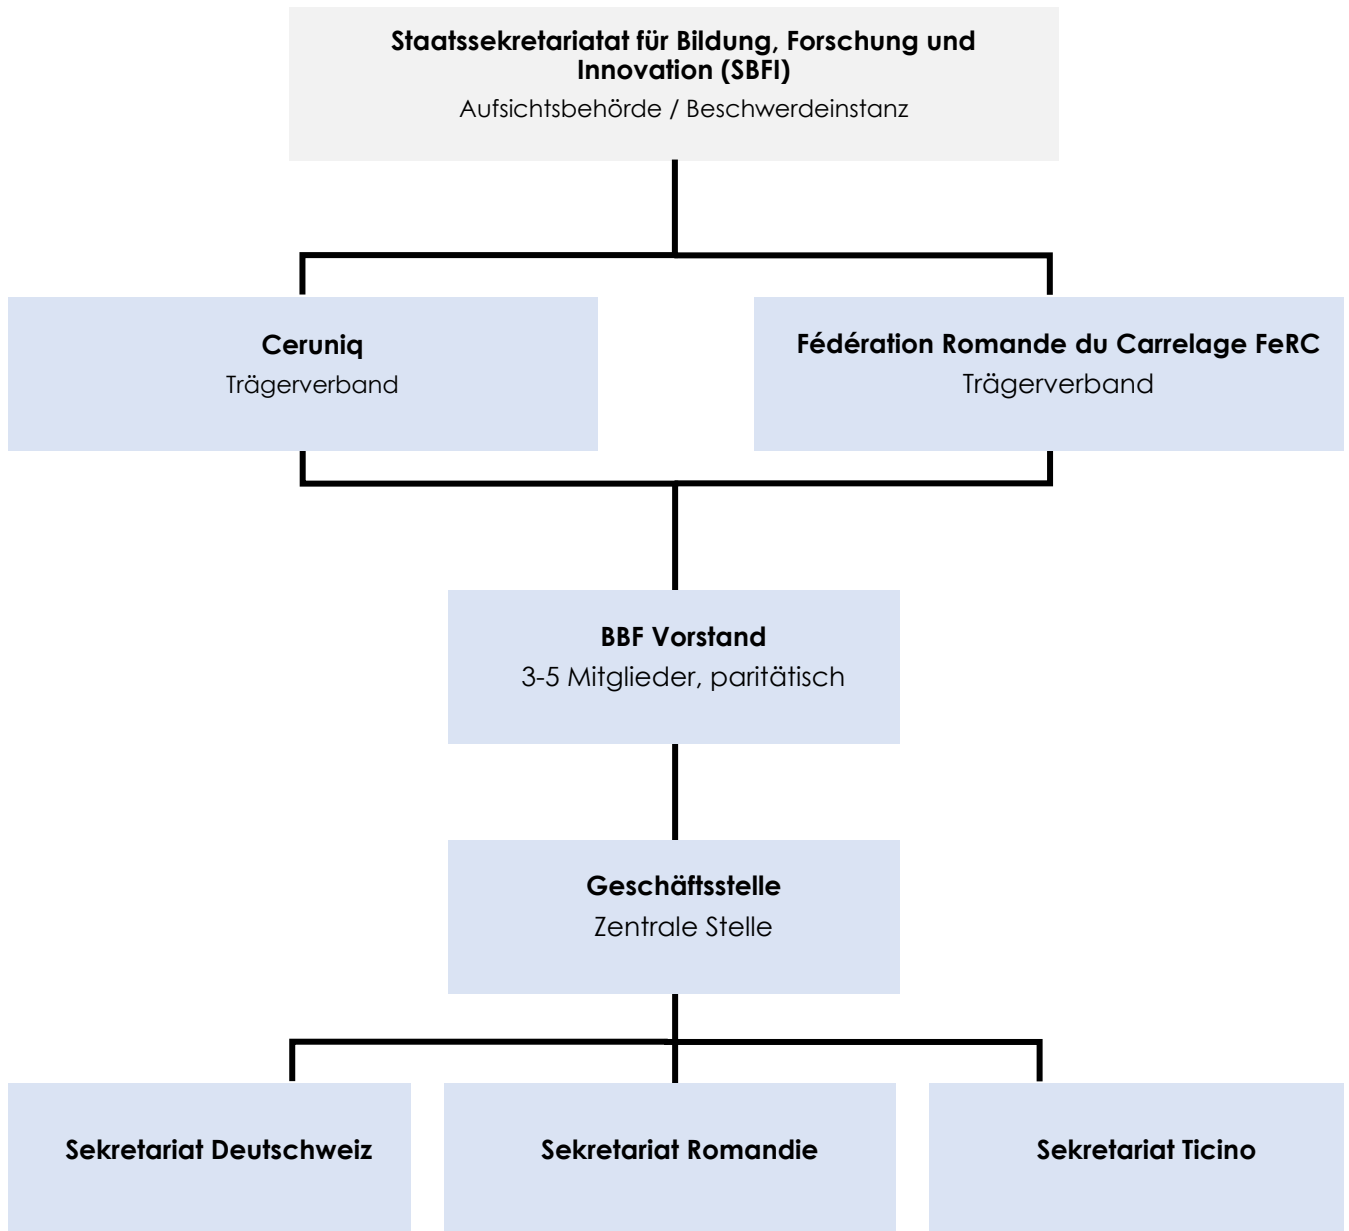 Staatssekretariatat für Bildung, Forschung und
Innovation (SBFI)
Aufsichtsbehörde / Beschwerdeinstanz
Ceruniq
Trägerverband
Fédération Romande du Carrelage FeRC
Trägerverband
BBF Vorstand
3-5 Mitglieder, paritätisch
Geschäftsstelle
Zentrale Stelle
Sekretariat Deutschweiz
Sekretariat Romandie
Sekretariat Ticino